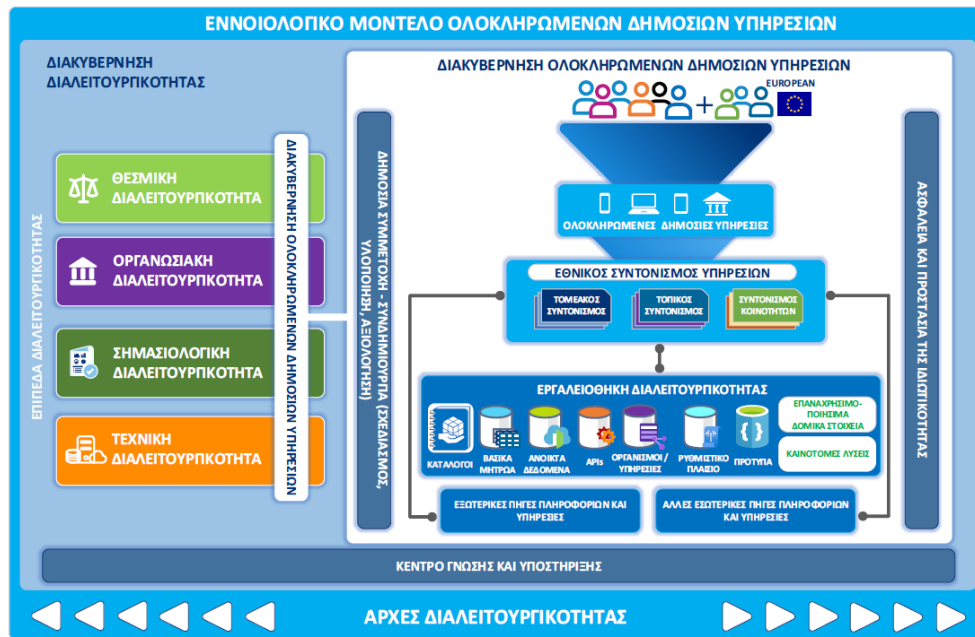 ΕΝΝΟΙΟΛΟΓΙΚΟ ΜΟΝΤΕΛΟ ΟΛΟΚΛΗΡΩΜΕΝΩΝ ΔΗΜΟΣΙΩΝ ΥΠΗΡΕΣΙΩΝ
ΔΙΑΚΥΒΕΡΝΗΣΗ
ΔΙΑΛΕΙΤΟΥΡΓΙΚΟΤΗΤΑΣ
ΕΠΙΠΕΔΑ ΔΙΑΛΕΙΤΟΥΡΓΙΚΟΤΗΤΑΣ
ΘΕΣΜΙΚΗ
ΔΙΑΛΕΙΤΟΥΡΓΙΚΟΤΗΤΑ
ΟΡΓΑΝΩΣΙΑΚΗ
ΔΙΑΛΕΙΤΟΥΡΓΙΚΟΤΗΤΑ
ΣΗΜΑΣΙΟΛΟΓΙΚΗ
ΔΙΑΛΕΙΤΟΥΡΓΙΚΟΤΗΤΑ
ΤΕΧΝΙΚΗ
ΔΙΑΛΕΙΤΟΥΡΓΙΚΟΤΗΤΑ
ΔΙΑΚΥΒΕΡΝΗΣΗ ΟΛΟΚΛΗΡΩΜΕΝΩΝ ΔΗΜΟΣΙΩΝ ΥΠΗΡΕΣΙΩΝ
ΔΗΜΟΣΙΑ ΣΥΜΜΕΤΟΧΗ - ΣΥΝΔΗΜΙΟΥΡΓΙΑ (ΣΧΕΔΙΑΣΜΟΣ,
ΥΛΟΠΟΙΗΣΗ, ΑΞΙΟΛΟΓΗΣΗ)
ΔΙΑΚΥΒΕΡΝΗΣΗ ΟΛΟΚΛΗΡΩΜΕΝΩΝ ΔΗΜΟΣΙΩΝ ΥΠΗΡΕΣΙΩΝ
EUROPEAN
+
ΟΛΟΚΛΗΡΩΜΕΝΕΣ ΔΗΜΟΣΙΕΣ ΥΠΗΡΕΣΙΕΣ
ΕΘΝΙΚΟΣ ΣΥΝΤΟΝΙΣΜΟΣ ΥΠΗΡΕΣΙΩΝ
ΤΟΜΕΑΚΟΣ
ΣΥΝΤΟΝΙΣΜΟΣ
ΤΟΠΙΚΟΣ
ΣΥΝΤΟΝΙΣΜΟΣ
ΣΥΝΤΟΝΙΣΜΟΣ
ΚΟΙΝΟΤΗΤΩΝ
ΕΡΓΑΛΕΙΟΘΗΚΗ ΔΙΑΛΕΙΤΟΥΡΓΙΚΟΤΗΤΑΣ
ΚΑΤΑΛΟΓΟΙ
ΒΑΣΙΚΑ
ΜΗΤΡΩΑ
ΑΝΟΙΚΤΑ
ΔΕΔΟΜΕΝΑ
APIs
ΟΡΓΑΝΙΣΜΟΙ /
ΥΠΗΡΕΣΙΕΣ
ΡΥΘΜΙΣΤΙΚΟ
ΠΛΑΙΣΙΟ
ΠΡΟΤΥΠΑ
ΕΠΑΝΑΧΡΗΣΙΜΟ-
ΠΟΙΗΣΙΜΑ
ΔΟΜΙΚΑ ΣΤΟΙΧΕΙΑ
ΚΑΙΝΟΤΟΜΕΣ ΛΥΣΕΙΣ
ΕΞΩΤΕΡΙΚΕΣ ΠΗΓΕΣ ΠΛΗΡΟΦΟΡΙΩΝ ΚΑΙ
ΥΠΗΡΕΣΙΕΣ
ΑΛΛΕΣ ΕΣΩΤΕΡΙΚΕΣ ΠΗΓΕΣ ΠΛΗΡΟΦΟΡΙΩΝ
ΚΑΙ ΥΠΗΡΕΣΙΕΣ
ΑΣΦΑΛΕΙΑ ΚΑΙ ΠΡΟΣΤΑΣΙΑ ΤΗΣ ΙΔΙΩΤΙΚΟΤΗΤΑΣ
ΚΕΝΤΡΟ ΓΝΩΣΗΣ ΚΑΙ ΥΠΟΣΤΗΡΙΞΗΣ
ΑΡΧΕΣ ΔΙΑΛΕΙΤΟΥΡΓΙΚΟΤΗΤΑΣ